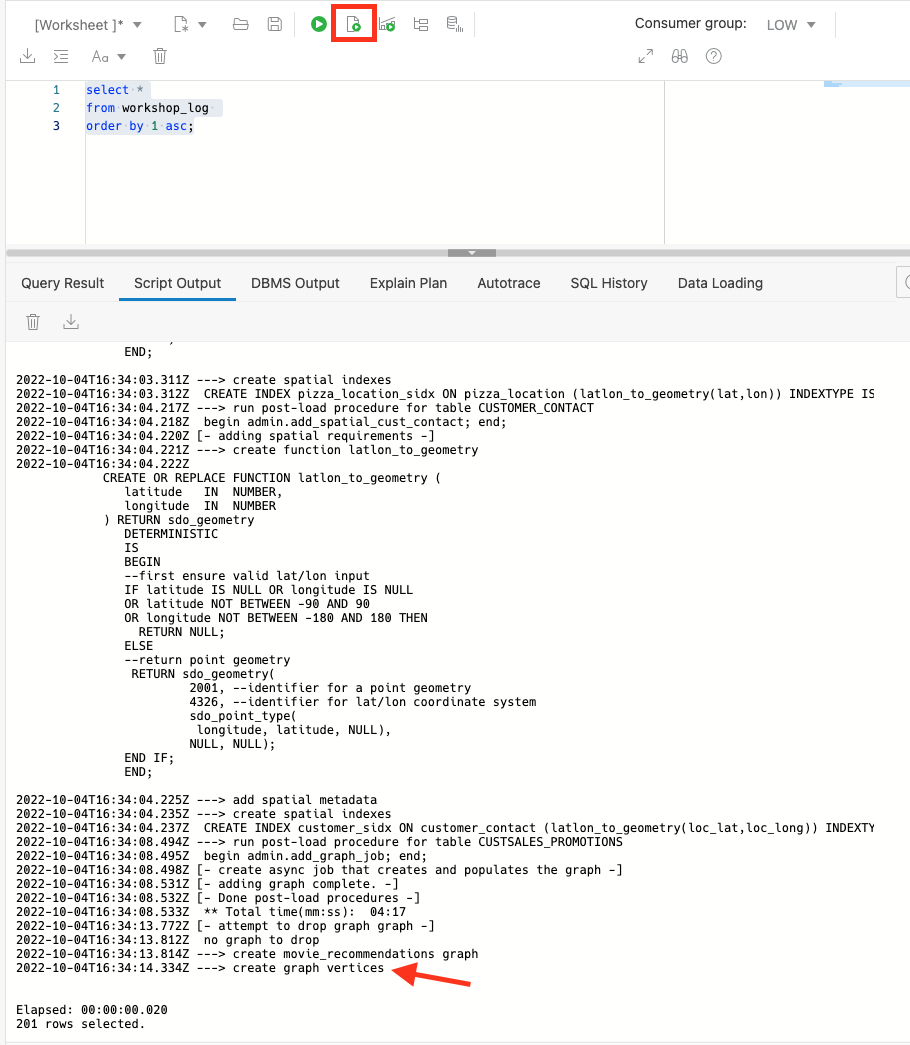 [Worksheet ]*
Consumer group: LOW
Aa
1 select *
2 from workshop_log
3 order by 1 asc;
Query Result Script Output DBMS Output Explain Plan Autotrace SQL History Data Loading
END;
2022-10-04T16:34:03.311Z ---> create spatial indexes
2022-10-04T16:34:03.312Z  CREATE INDEX pizza_location_sidx ON pizza_location (latlon_to_geometry(lat,lon)) INDEXTYPE IS
2022-10-04T16:34:04.217Z ---> run post-load procedure for table CUSTOMER_CONTACT
2022-10-04T16:34:04.218Z  begin admin.add_spatial_cust_contact; end;
2022-10-04T16:34:04.220Z [- adding spatial requirements -]
2022-10-04T16:34:04.221Z ---> create function latlon_to_geometry
2022-10-04T16:34:04.222Z
CREATE OR REPLACE FUNCTION latlon_to_geometry (
latitude   IN  NUMBER,
longitude  IN  NUMBER
) RETURN sdo_geometry
DETERMINISTIC
IS
BEGIN
--first ensure valid lat/lon input
IF latitude IS NULL OR longitude IS NULL
OR latitude NOT BETWEEN -90 AND 90
OR longitude NOT BETWEEN -180 AND 180 THEN
RETURN NULL;
ELSE
--return point geometry
RETURN sdo_geometry(
2001, --identifier for a point geometry
4326, --identifier for lat/lon coordinate system
sdo_point_type(
longitude, latitude, NULL),
NULL, NULL);
END IF;
END;
2022-10-04T16:34:04.225Z ---> add spatial metadata
2022-10-04T16:34:04.235Z ---> create spatial indexes
2022-10-04T16:34:04.237Z  CREATE INDEX customer_sidx ON customer_contact (latlon_to_geometry(loc_lat,loc_long)) INDEXTY
2022-10-04T16:34:08.494Z ---> run post-load procedure for table CUSTSALES_PROMOTIONS
2022-10-04T16:34:08.495Z  begin admin.add_graph_job; end;
2022-10-04T16:34:08.498Z [- create async job that creates and populates the graph -]
2022-10-04T16:34:08.531Z [- adding graph complete. -]
2022-10-04T16:34:08.532Z [- Done post-load procedures -]
2022-10-04T16:34:08.533Z  ** Total time(mm:ss):  04:17
2022-10-04T16:34:13.772Z [- attempt to drop graph graph -]
2022-10-04T16:34:13.812Z  no graph to drop
2022-10-04T16:34:13.814Z ---> create movie_recommendations graph
2022-10-04T16:34:14.334Z ---> create graph vertices
Elapsed: 00:00:00.020
201 rows selected.